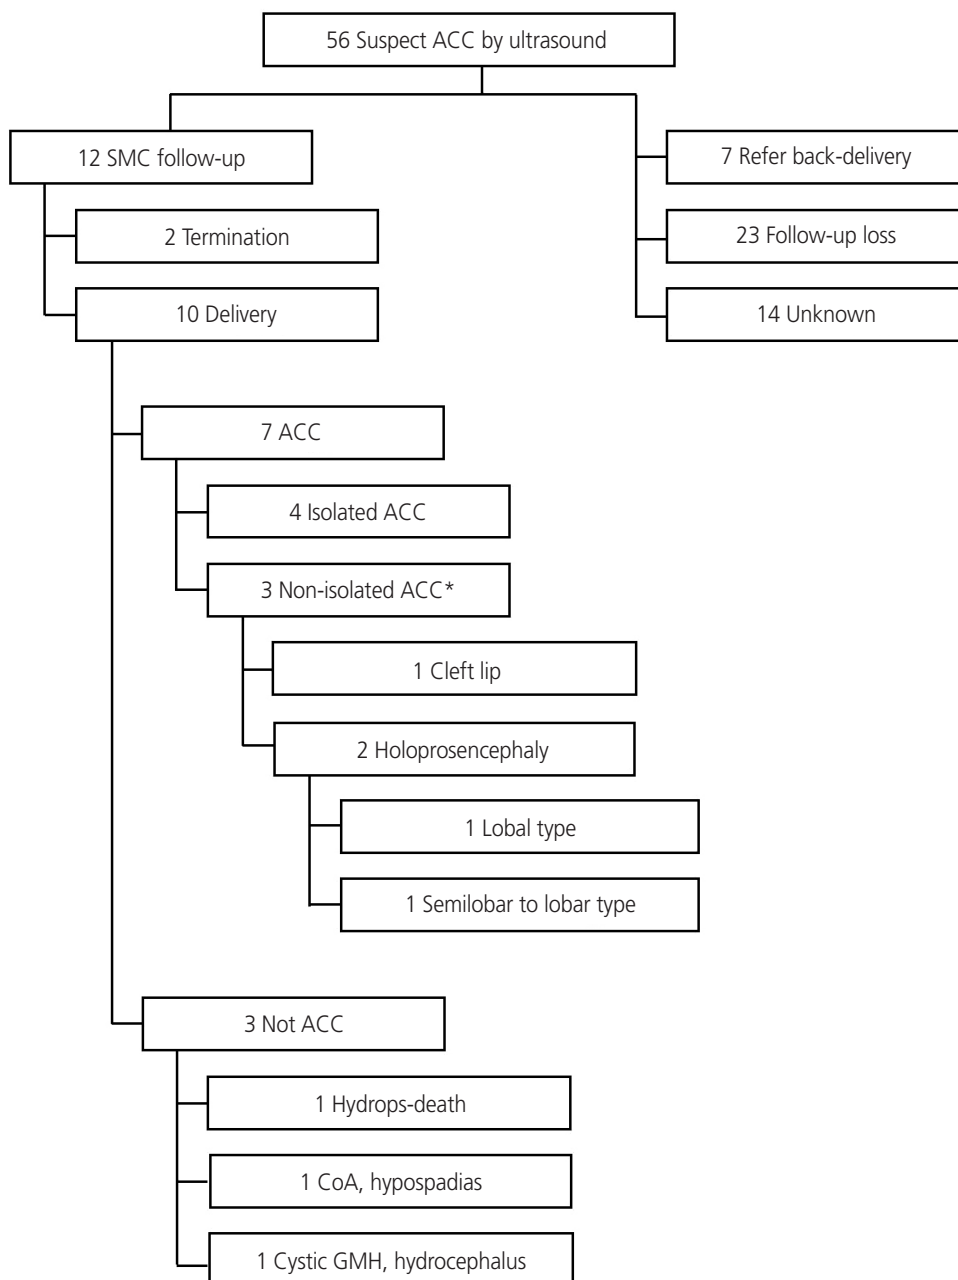 56 Suspect ACC by ultrasound
12 SMC follow-up
2 Termination
10 Delivery
7 Refer back-delivery
23 Follow-up loss
14 Unknown
7 ACC
4 Isolated ACC
3 Non-isolated ACC*
1 Cleft lip
2 Holoprosencephaly
1 Lobal type
1 Semilobar to lobar type
3 Not ACC
1 Hydrops-death
1 CoA, hypospadias
1 Cystic GMH, hydrocephalus